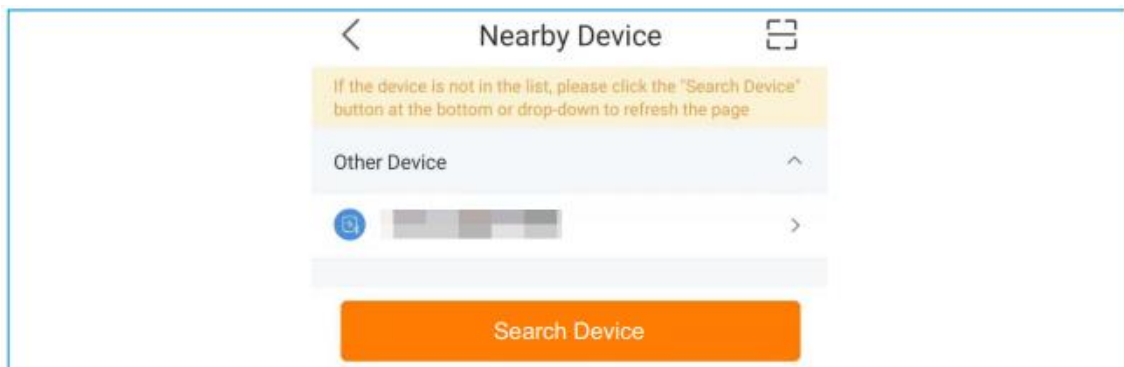 Nearby Device
If the device is not in the list, please click the "Search Device"
button at the bottom or drop-down to refresh the page
Other Device
Search Device